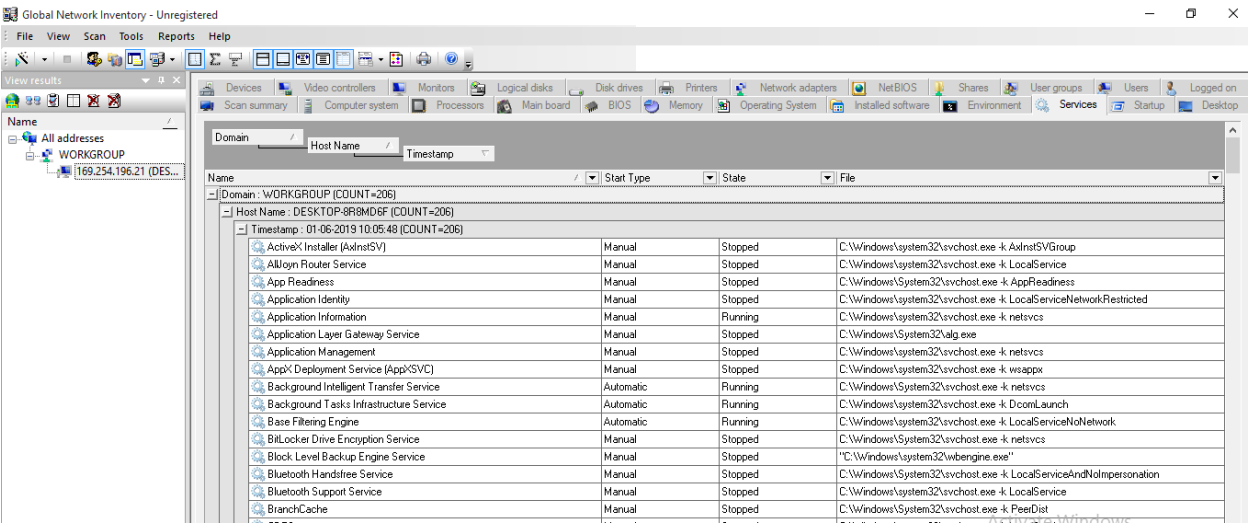 Global Network Inventory - Unregistered
File View Scan Tools Reports Help
View results
Name
All addresses
WORKGROUP
169.254.196.21 (DES...
Devices Video controllers Monitors Logical disks Disk drives Printers Network adapters NetBIOS Shares User groups Users Logged on
Scan summary Computer system Processors Main board BIOS Memory Operating System Installed software Environment Services Startup Desktop
Domain
Host Name
Timestamp
Name Start Type State File
Domain : WORKGROUP (COUNT=206)
Host Name : DESKTOP-8R8MD6F (COUNT=206)
Timestamp : 01-06-2019 10:05:48 (COUNT=206)
ActiveX Installer (AxInstSV) Manual Stopped C:\Windows\system32\svchost.exe -k AxInstSVGroup
AllJoyn Router Service Manual Stopped C:\Windows\system32\svchost.exe -k LocalService
App Readiness Manual Stopped C:\Windows\System32\svchost.exe -k AppReadiness
Application Identity Manual Stopped C:\Windows\system32\svchost.exe -k LocalServiceNetworkRestricted
Application Information Manual Running C:\Windows\system32\svchost.exe -k netsvcs
Application Layer Gateway Service Manual Stopped C:\Windows\System32\alg.exe
Application Management Manual Stopped C:\Windows\system32\svchost.exe -k netsvcs
AppX Deployment Service (AppXSVC) Manual Stopped C:\Windows\system32\svchost.exe -k wsappx
Background Intelligent Transfer Service Automatic Running C:\Windows\System32\svchost.exe -k netsvcs
Background Tasks Infrastructure Service Automatic Running C:\Windows\system32\svchost.exe -k DcomLaunch
Base Filtering Engine Automatic Running C:\Windows\system32\svchost.exe -k LocalServiceNoNetwork
BitLocker Drive Encryption Service Manual Stopped C:\Windows\System32\svchost.exe -k netsvcs
Block Level Backup Engine Service Manual Stopped "C:\Windows\system32\wbengine.exe"
Bluetooth Handsfree Service Manual Stopped C:\Windows\System32\svchost.exe -k LocalServiceAndNoImpersonation
Bluetooth Support Service Manual Stopped C:\Windows\system32\svchost.exe -k LocalService
BranchCache Manual Stopped C:\Windows\System32\svchost.exe -k PeerDist
Activate Windows